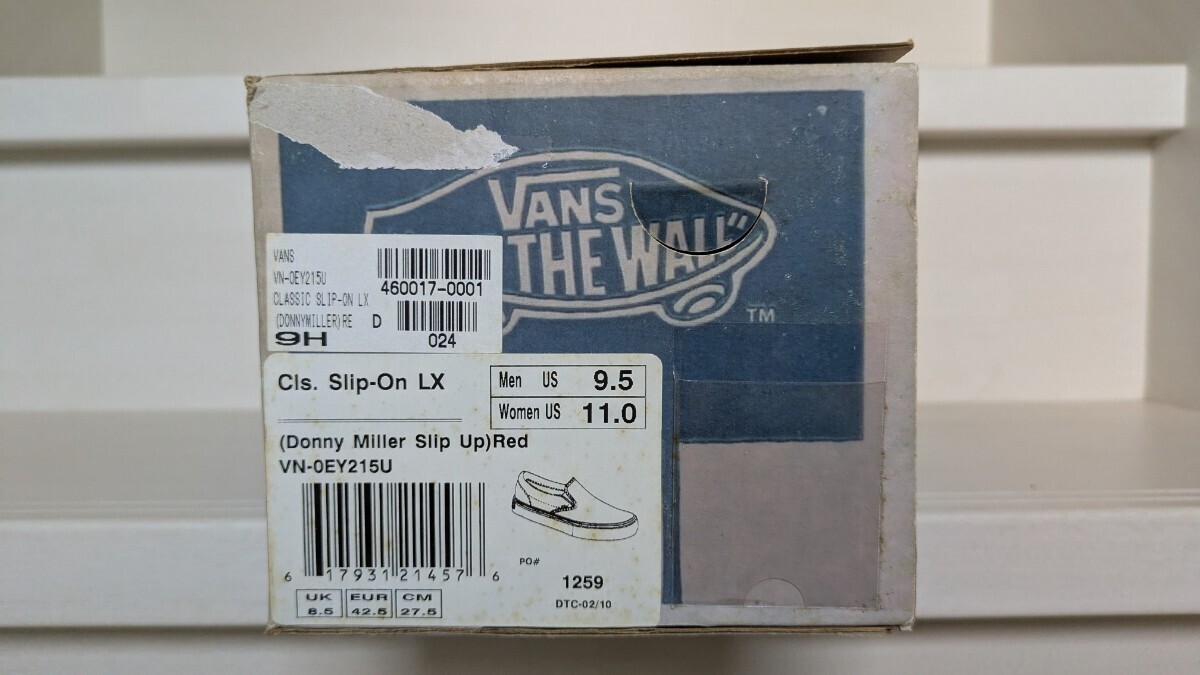 VANS
THE WALL"
TM
VANS
VN-0EY215U
CLASSIC SLIP-ON LX
(DONNYMILLER)RE D
9H
460017-0001
024
Cls. Slip-On LX
Men US 9.5
Women US 11.0
(Donny Miller Slip Up)Red
VN-0EY215U
6 17931 21457 6
PO#
1259
DTC-02/10
UK EUR CM
8.5 42.5 27.5